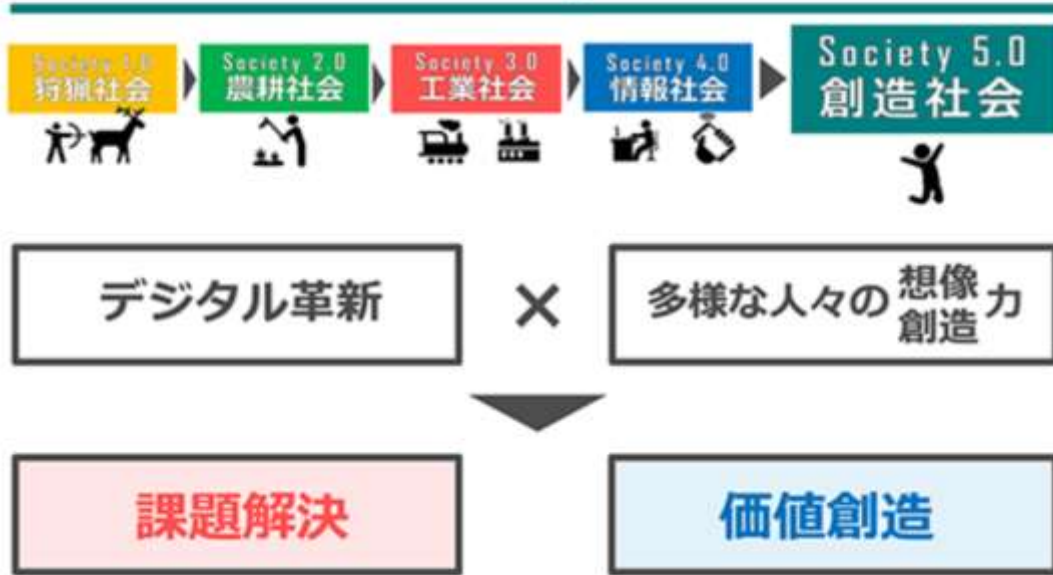 Society 1.0
狩猟社会
Society 2.0
農耕社会
Society 3.0
工業社会
Society 4.0
情報社会
Society 5.0
創造社会
デジタル革新
×
多様な人々の想像力
創造
課題解決
価値創造